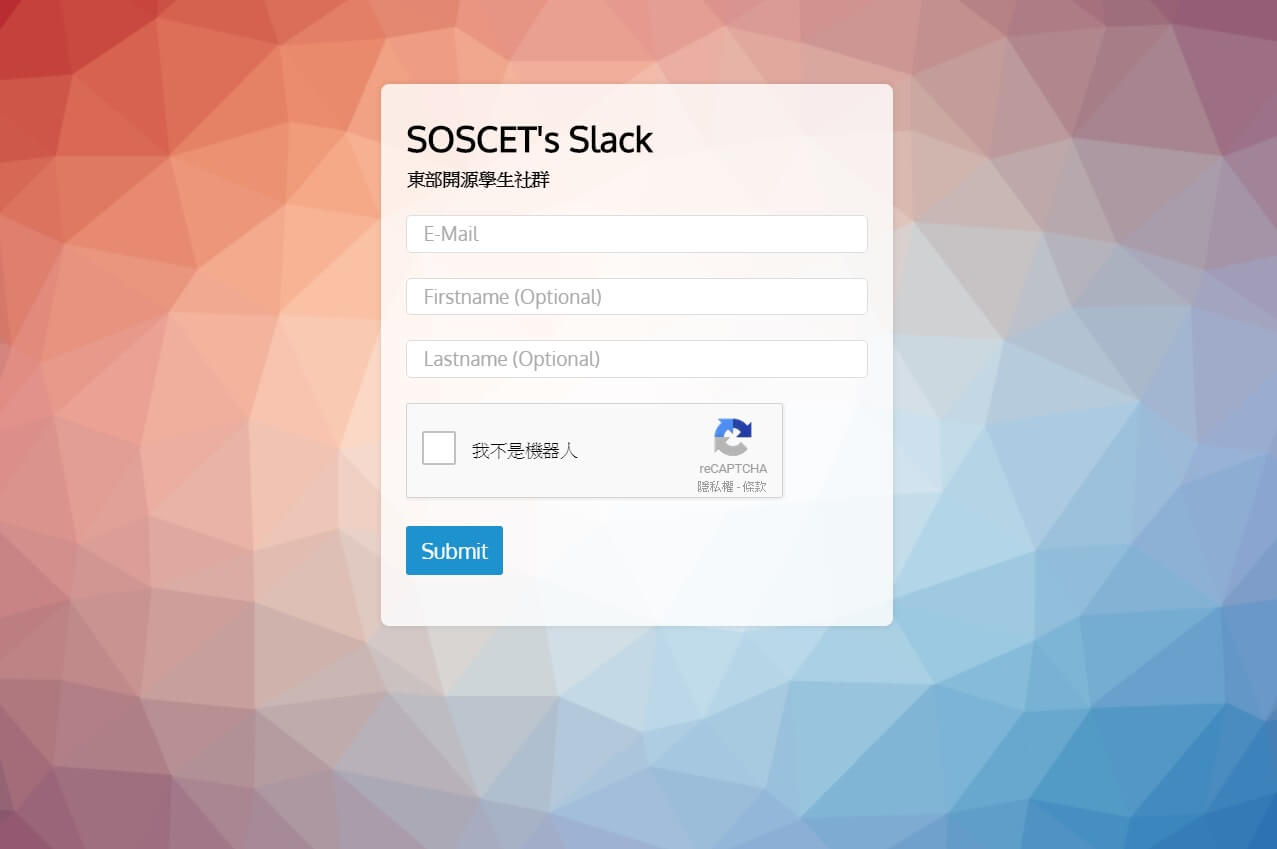 SOSCET's Slack
東部開源學生社群
E-Mail
Firstname (Optional)
Lastname (Optional)
我不是機器人
reCAPTCHA
隱私權 - 條款
Submit